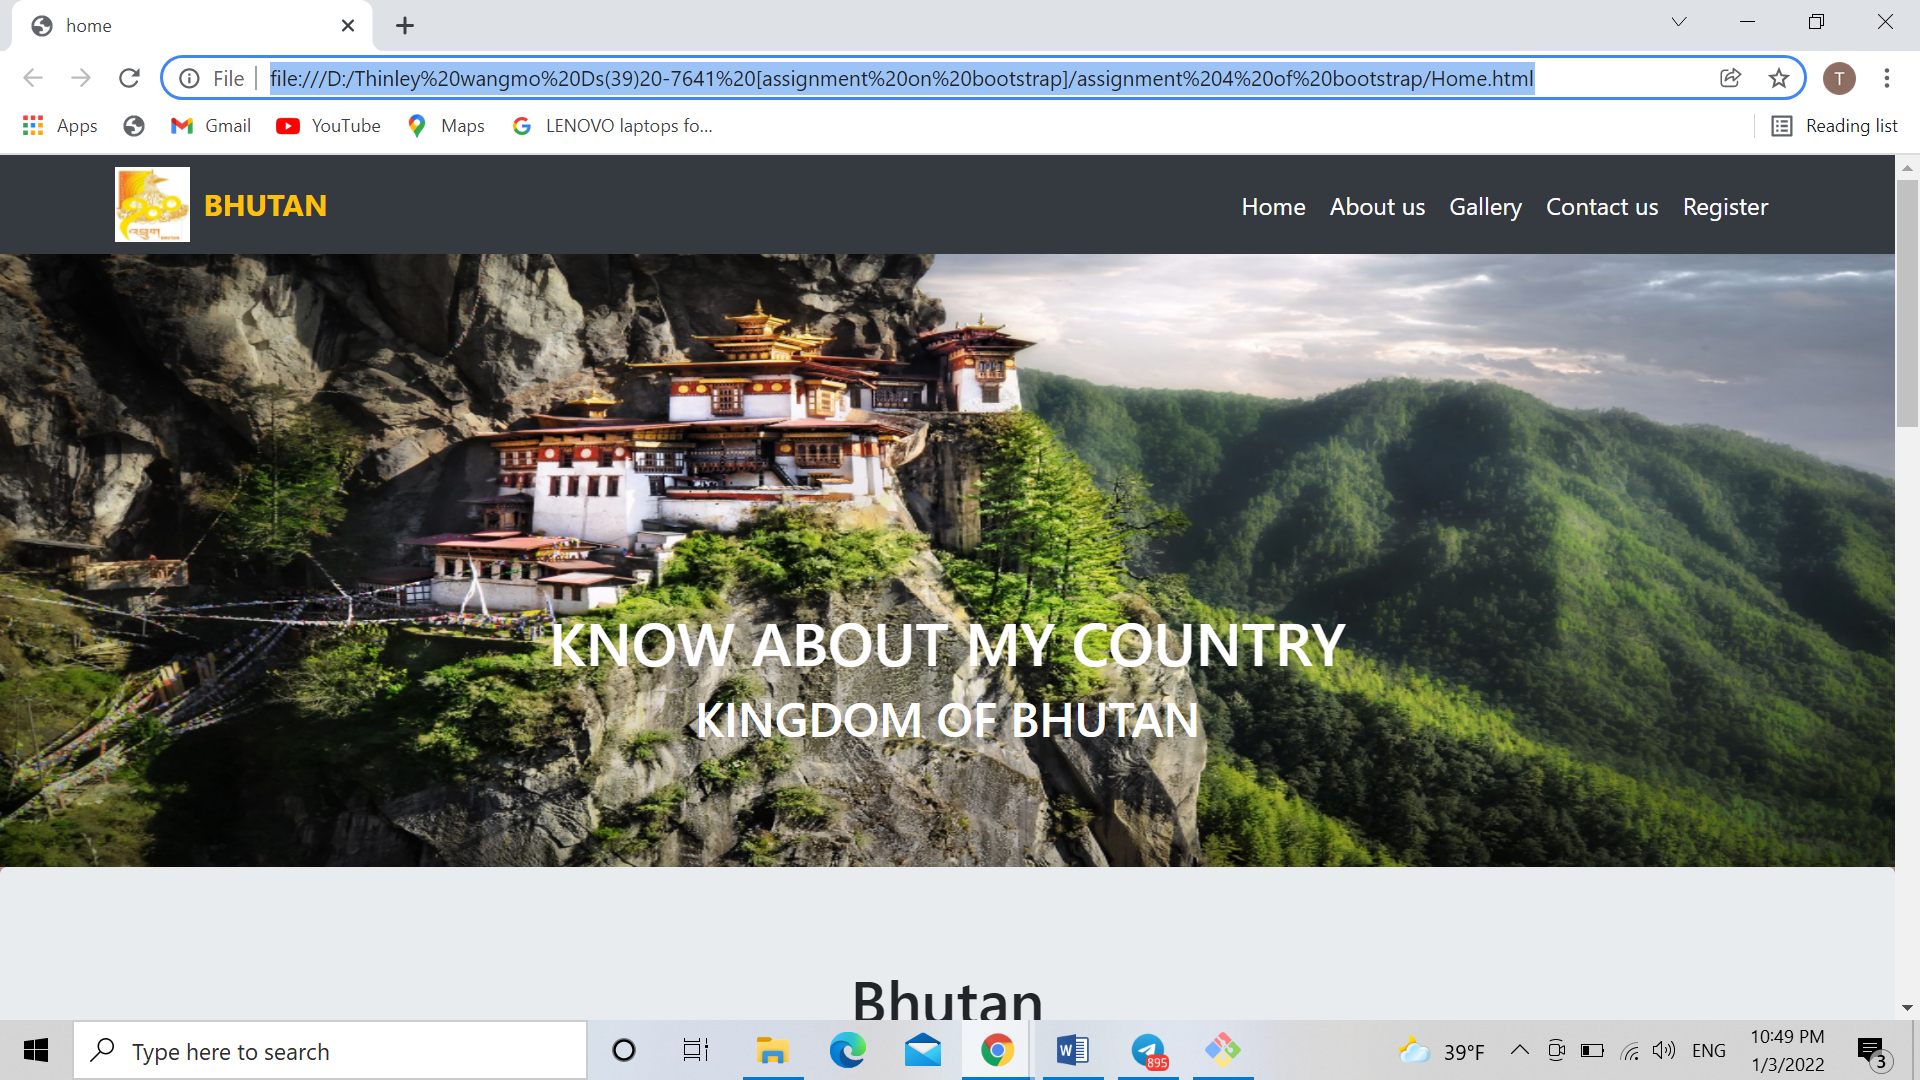 home
File
file:///D:/Thinley%20wangmo%20Ds(39)20-7641%20[assignment%20on%20bootstrap]/assignment%204%20of%20bootstrap/Home.html
T
Apps
Gmail
YouTube
Maps
LENOVO laptops fo...
Reading list
འབྲུག
BHUTAN
Home
About us
Gallery
Contact us
Register
KNOW ABOUT MY COUNTRY
KINGDOM OF BHUTAN
Bhutan
Type here to search
895
39°F
ENG
10:49 PM
1/3/2022
3